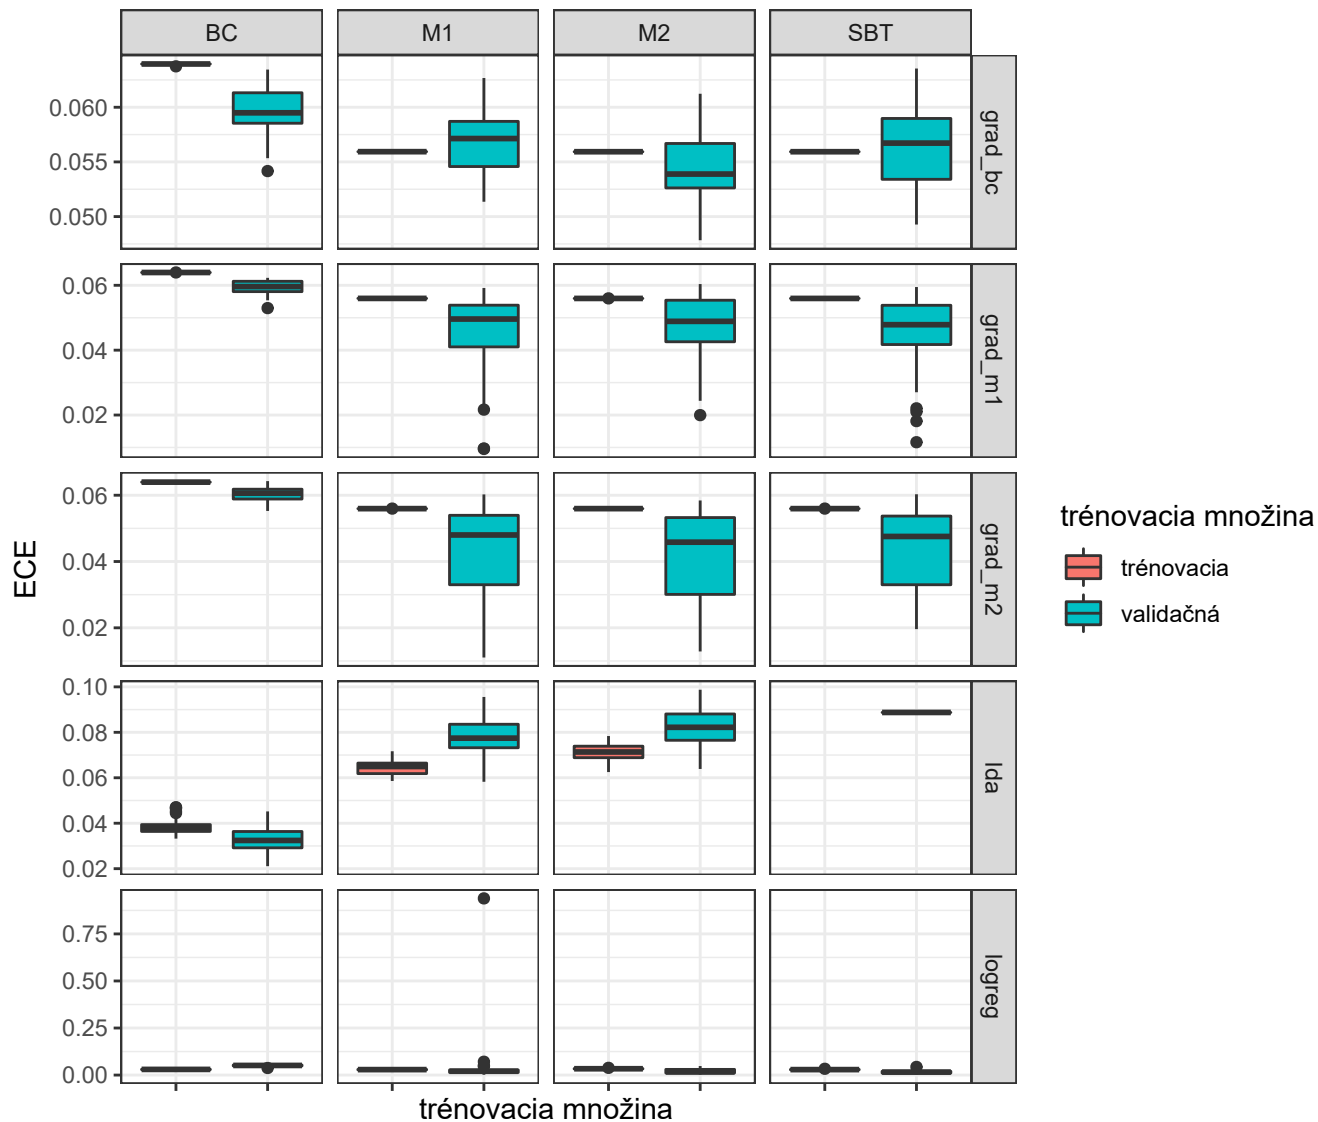 BC M1 M2 SBT
0.060
0.055
0.050
grad_bc
0.06
0.04
0.02
grad_m1
0.06
0.04
0.02
grad_m2
0.10
0.08
0.06
0.04
0.02
lda
0.75
0.50
0.25
0.00
logreg
ECE
trénovacia množina
trénovacia množina
trénovacia
validačná